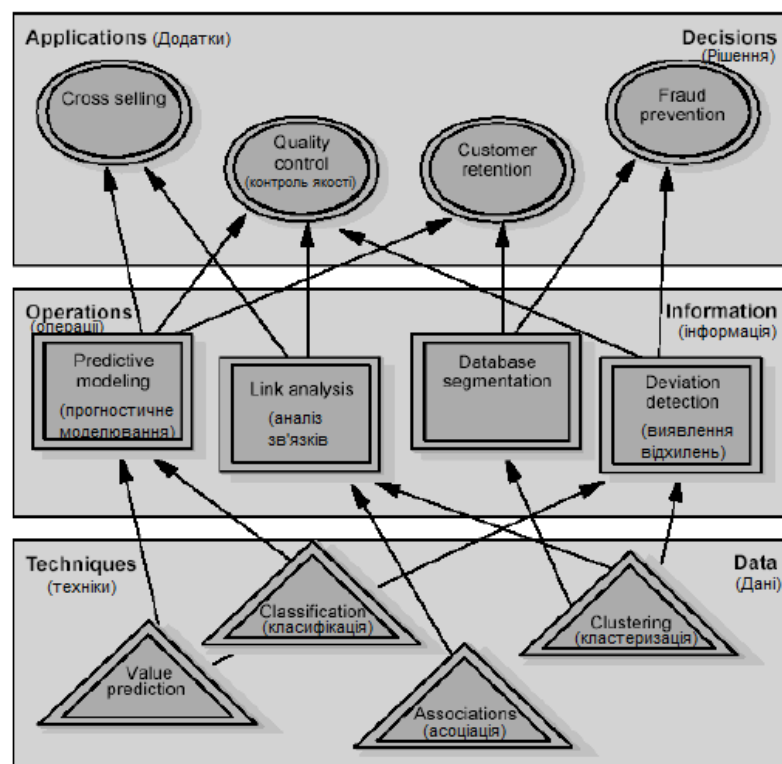 Applications (Додатки)
Decisions
(Рішення)
Cross selling
Fraud
prevention
Quality
control
(контроль якості)
Customer
retention
Operations
(операції)
Information
(інформація)
Predictive
modeling
(прогностичне
моделювання)
Link analysis
(аналіз
зв'язків
Database
segmentation
Deviation
detection
(виявлення
відхилень)
Techniques
(техніки)
Data
(Дані)
Classification
(класифікація)
Clustering
(кластеризація)
Value
prediction
Associations
(асоціація)